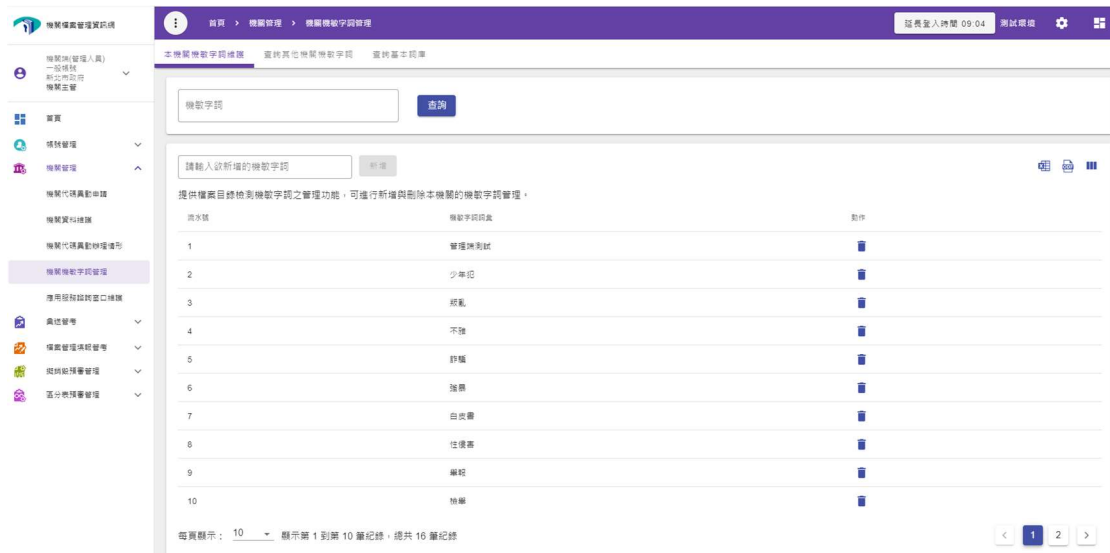 機關檔案管理資訊網
首頁 > 機關管理 > 機關機敏字詞管理
延長登入時間 09:04
測試環境
機關端(管理人員)
一般帳號
新北市政府
機關主管
首頁
帳號管理
機關管理
機關代碼異動申請
機關資料維護
機關代碼異動辦理情形
機關機敏字詞管理
應用服務諮詢窗口維護
彙送管考
檔案管理填報管考
擬銷毀預審管理
區分表預審管理
本機關機敏字詞維護 查詢其他機關機敏字詞 查詢基本詞庫
機敏字詞
查詢
請輸入欲新增的機敏字詞
新增
提供檔案目錄檢測機敏字詞之管理功能,可進行新增與刪除本機關的機敏字詞管理。
流水號 機敏字詞詞彙 動作
1 管理端測試
2 少年犯
3 叛亂
4 不雅
5 詐騙
6 強暴
7 白皮書
8 性侵害
9 舉報
10 檢舉
每頁顯示: 10 顯示第 1 到第 10 筆紀錄,總共 16 筆紀錄
< 1 2 >